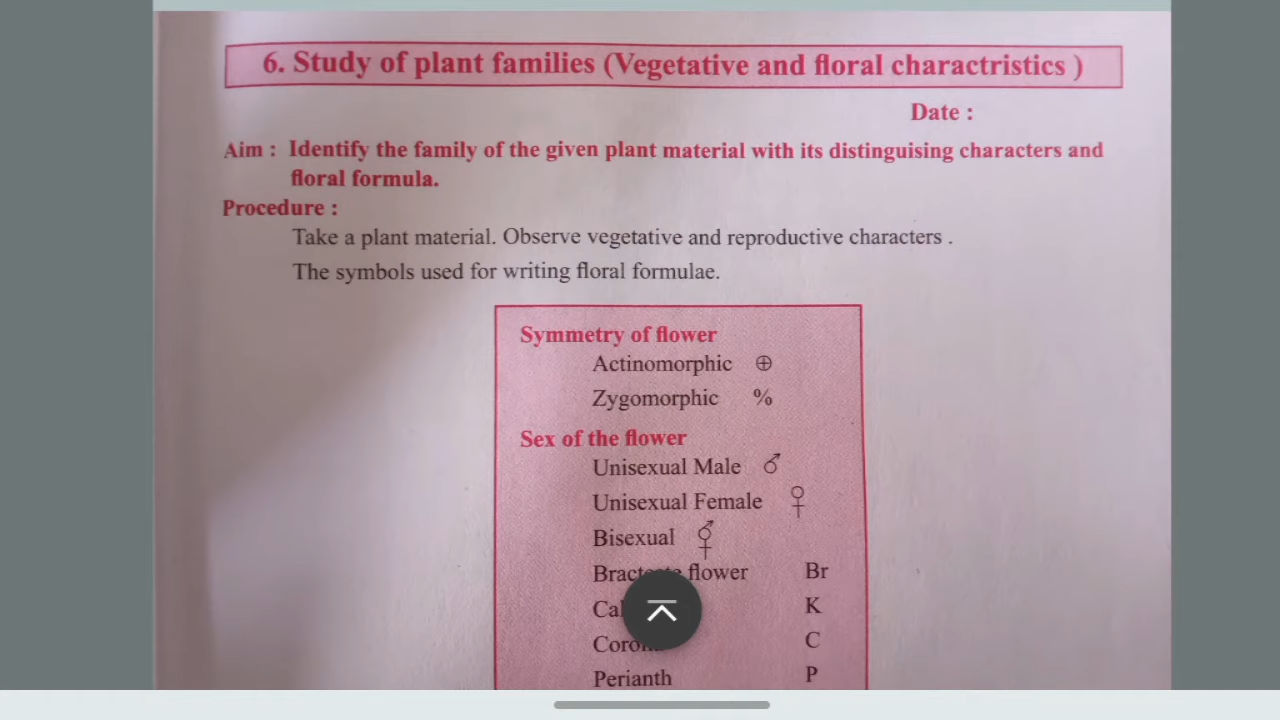 6. Study of plant families (Vegetative and floral charactristics )
Date :
Aim : Identify the family of the given plant material with its distinguising characters and
floral formula.
Procedure :
Take a plant material. Observe vegetative and reproductive characters .
The symbols used for writing floral formulae.
Symmetry of flower
Actinomorphic ⊕
Zygomorphic %
Sex of the flower
Unisexual Male ♂
Unisexual Female ♀
Bisexual ⚥
flower Br
K
C
Perianth P